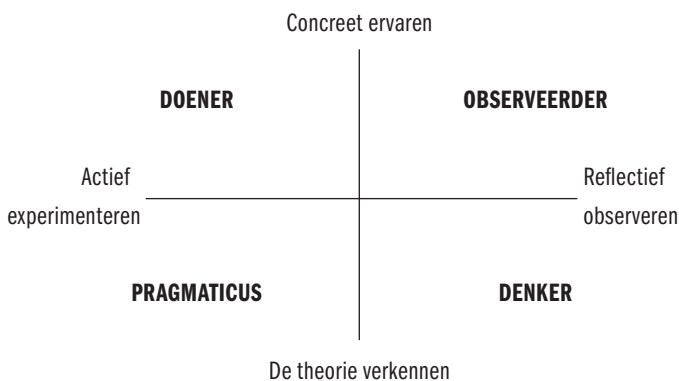 Concreet ervaren
DOENER
OBSERVEERDER
Actief
experimenteren
Reflectief
observeren
PRAGMATICUS
DENKER
De theorie verkennen